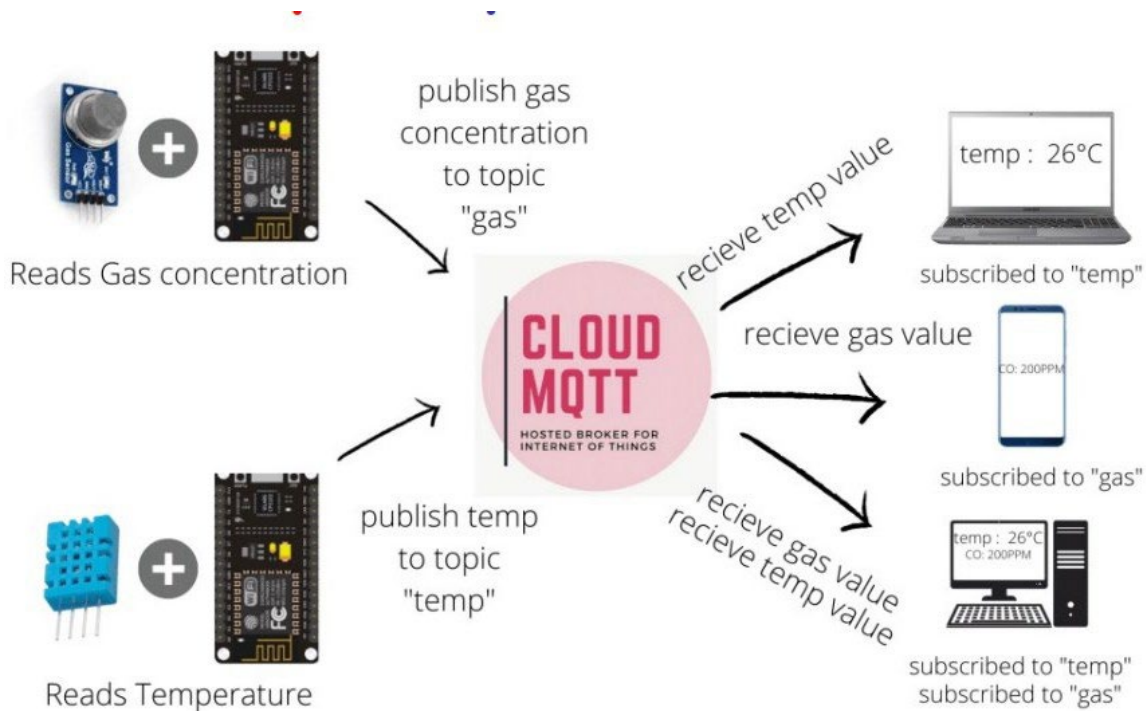 publish gas
concentration
to topic
"gas"
Reads Gas concentration
temp : 26°C
recieve temp value
subscribed to "temp"
CLOUD
MQTT
HOSTED BROKER FOR
INTERNET OF THINGS
recieve gas value
CO: 200PPM
subscribed to "gas"
publish temp
to topic
"temp"
Reads Temperature
recieve gas value
recieve temp value
temp : 26°C
CO: 200PPM
subscribed to "temp"
subscribed to "gas"